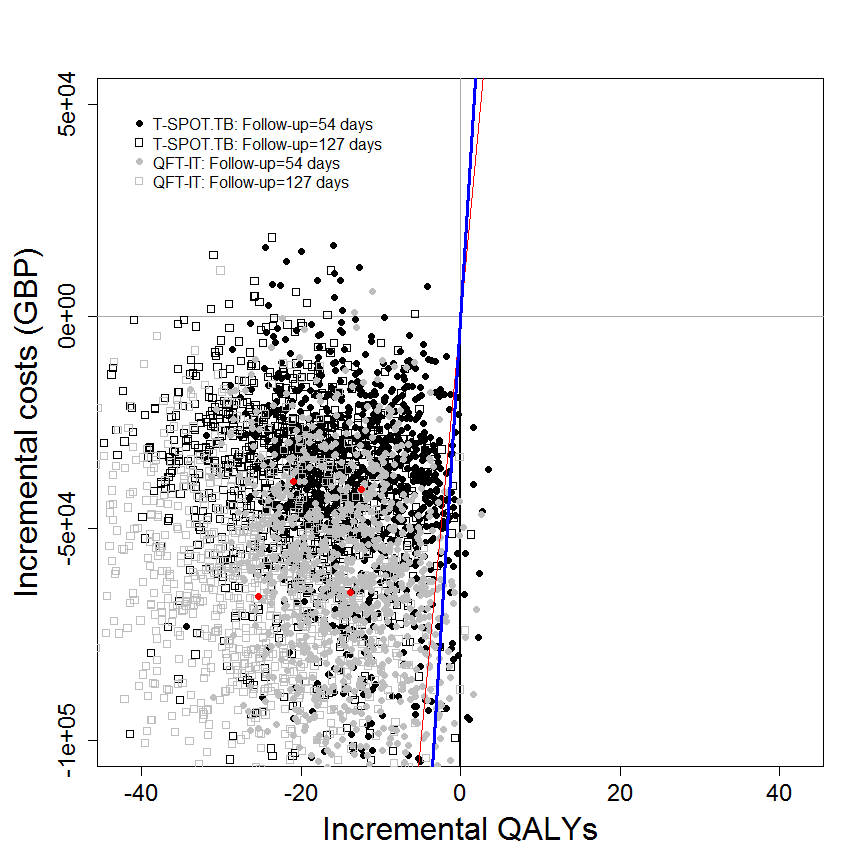 T-SPOT.TB: Follow-up=54 days
T-SPOT.TB: Follow-up=127 days
QFT-IT: Follow-up=54 days
QFT-IT: Follow-up=127 days
Incremental costs (GBP)
5e+04
0e+00
-5e+04
-1e+05
-40 -20 0 20 40
Incremental QALYs